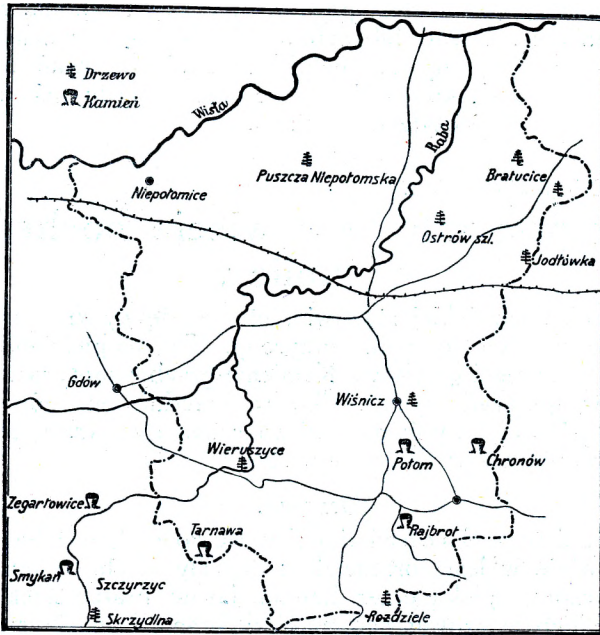 Drzewo
Kamień
Wisła
Raba
Niepołomice
Puszcza Niepołomska
Bratucice
Ostrów szl.
Jodłówka
Gdów
Wiśnicz
Wieruszyce
Połom
Chronów
Żegartowice
Tarnawa
Rajbrot
Smykań
Szczyrzyc
Skrzydlna
Rozdziele